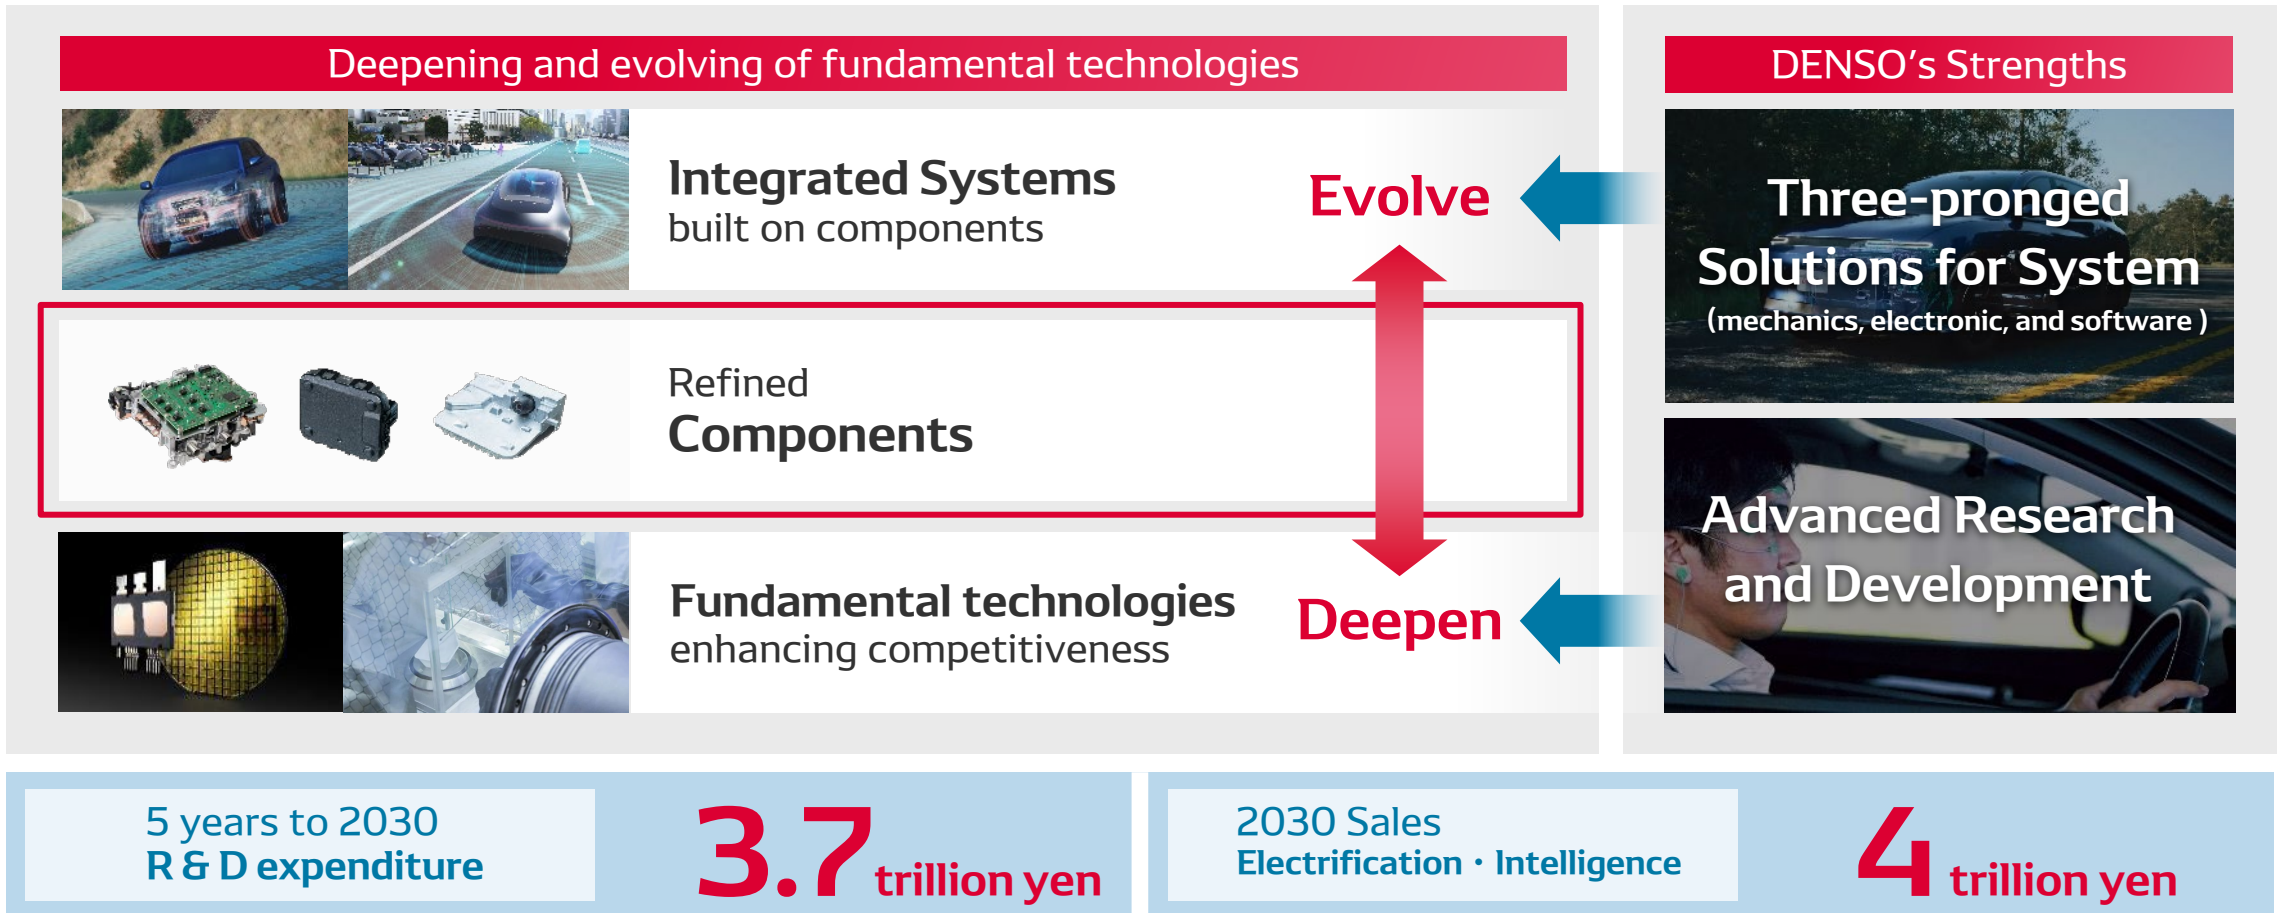 Deepening and evolving of fundamental technologies
Integrated Systems
built on components
Evolve
Refined
Components
Fundamental technologies
enhancing competitiveness
Deepen
DENSO’s Strengths
Three-pronged
Solutions for System
(mechanics, electronic, and software )
Advanced Research
and Development
5 years to 2030
R & D expenditure
3.7 trillion yen
2030 Sales
Electrification・Intelligence
4 trillion yen